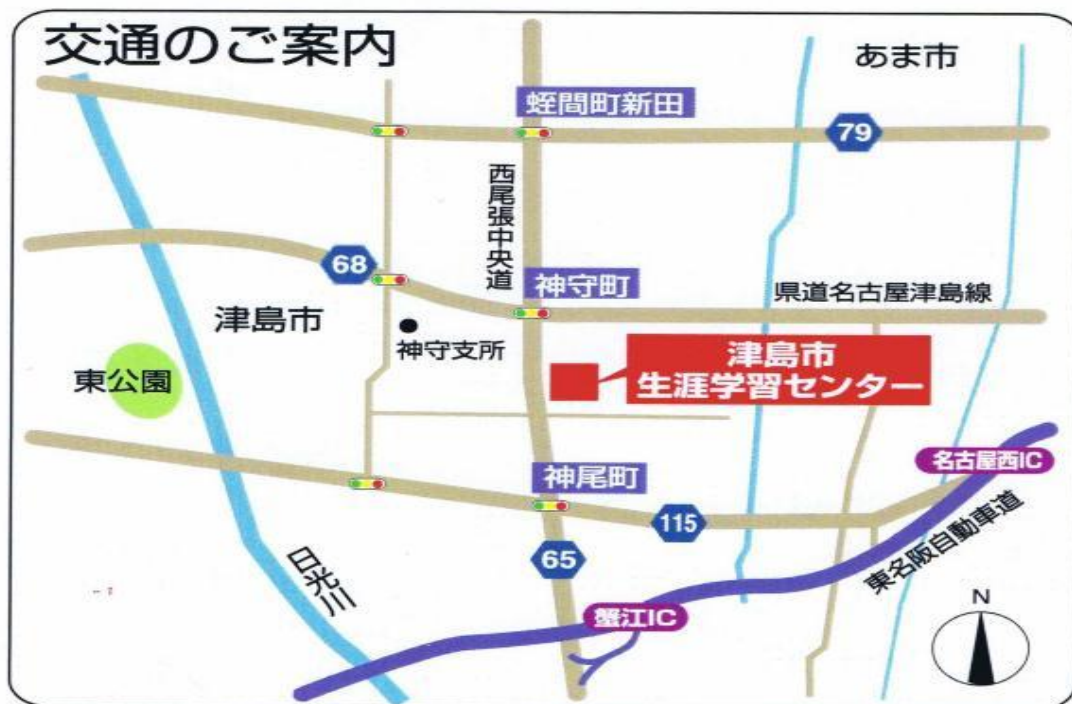 交通のご案内
あま市
蛭間町新田
79
西尾張中央道
68
神守町
県道名古屋津島線
津島市
神守支所
津島市
生涯学習センター
東公園
名古屋西IC
神尾町
115
65
東名阪自動車道
日光川
蟹江IC
N